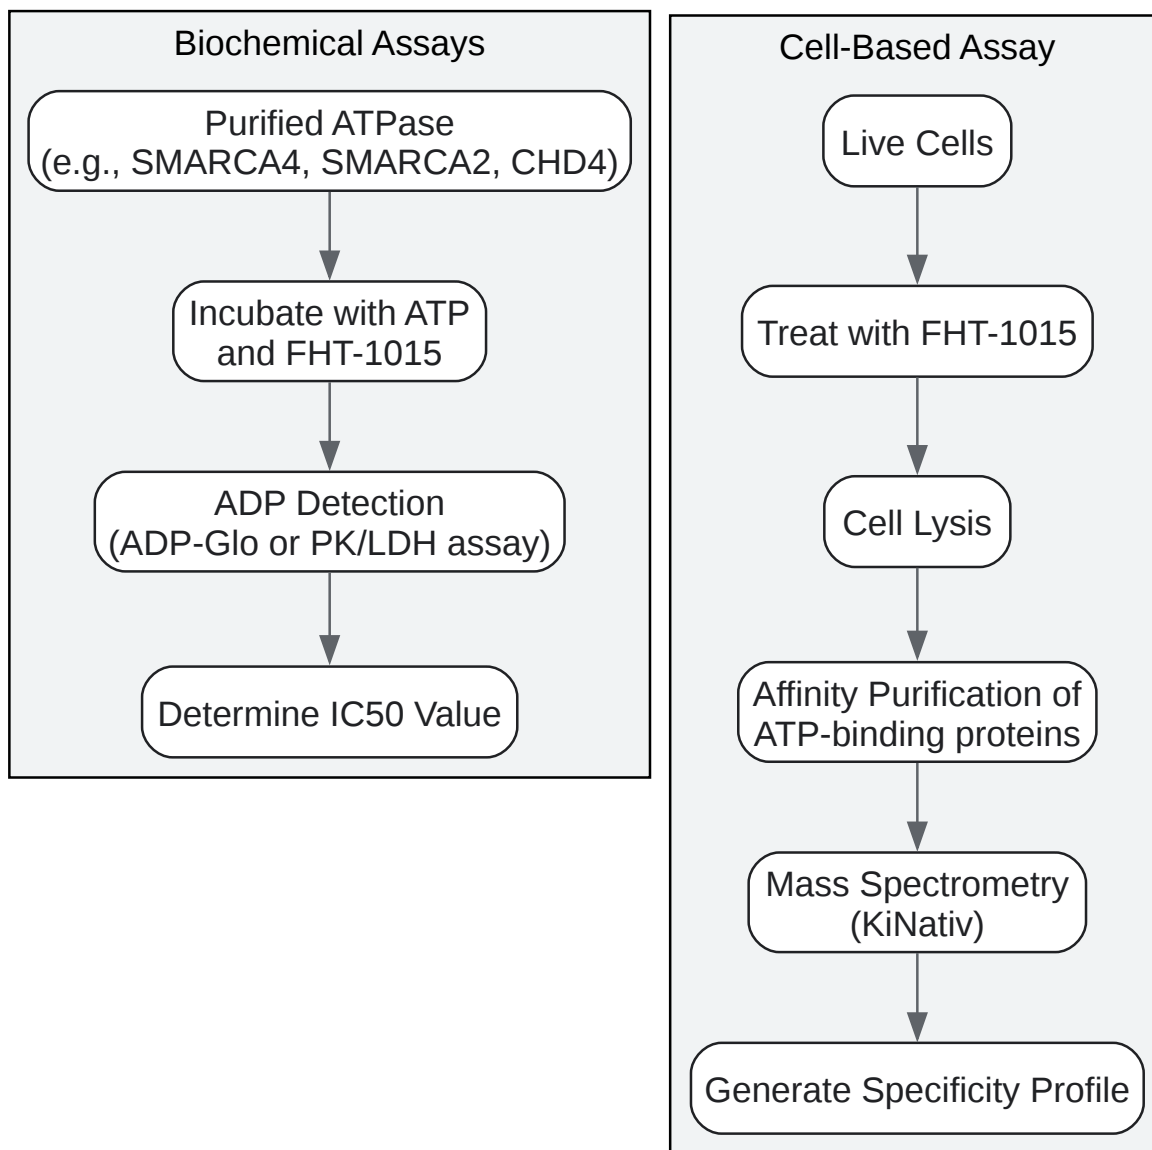 Biochemical Assays
Purified ATPase
(e.g., SMARCA4, SMARCA2, CHD4)
Incubate with ATP
and FHT-1015
ADP Detection
(ADP-Glo or PK/LDH assay)
Determine IC50 Value
Cell-Based Assay
Live Cells
Treat with FHT-1015
Cell Lysis
Affinity Purification of
ATP-binding proteins
Mass Spectrometry
(KiNativ)
Generate Specificity Profile